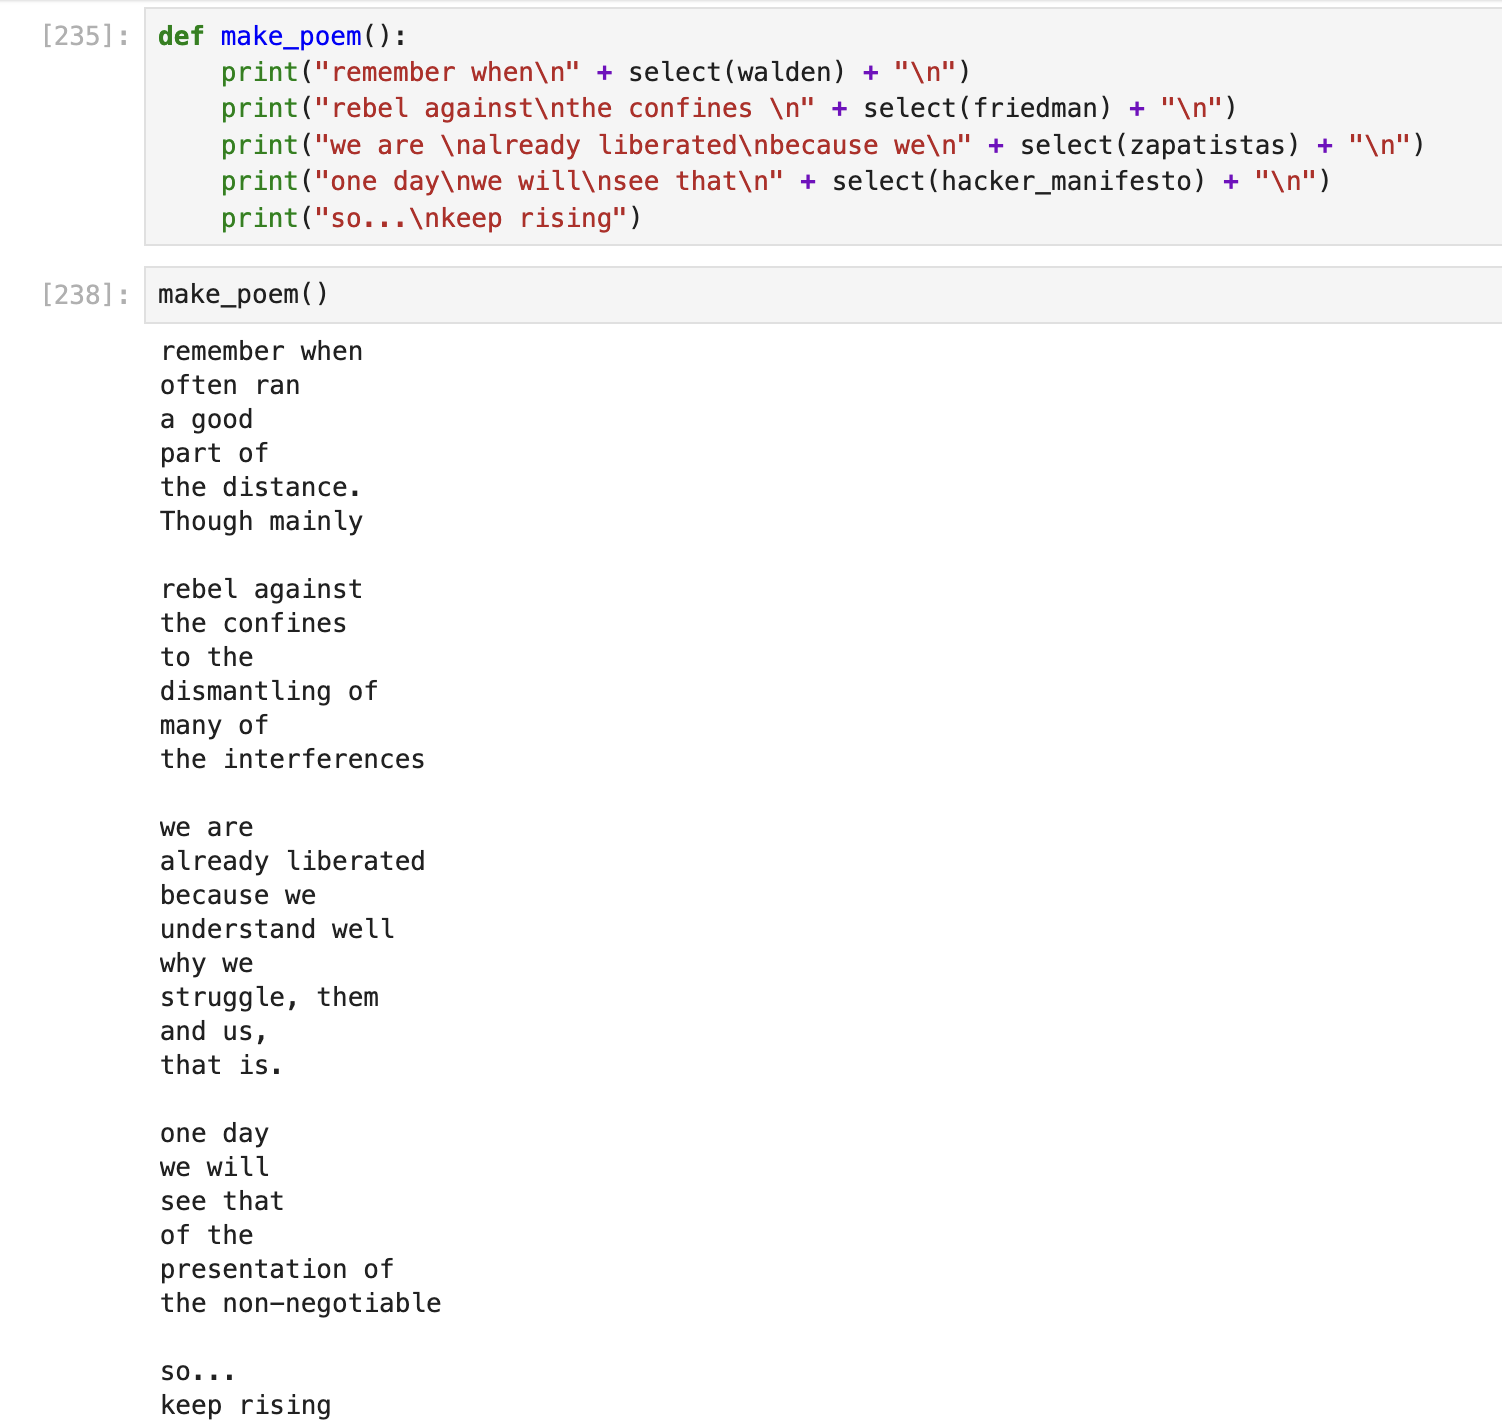 [235]: def make_poem():
    print("remember when\n" + select(walden) + "\n")
    print("rebel against\nthe confines \n" + select(friedman) + "\n")
    print("we are \nalready liberated\nbecause we\n" + select(zapatistas) + "\n")
    print("one day\nwe will\nsee that\n" + select(hacker_manifesto) + "\n")
    print("so...\nkeep rising")
[238]: make_poem()
remember when
often ran
a good
part of
the distance.
Though mainly
rebel against
the confines
to the
dismantling of
many of
the interferences
we are
already liberated
because we
understand well
why we
struggle, them
and us,
that is.
one day
we will
see that
of the
presentation of
the non-negotiable
so...
keep rising